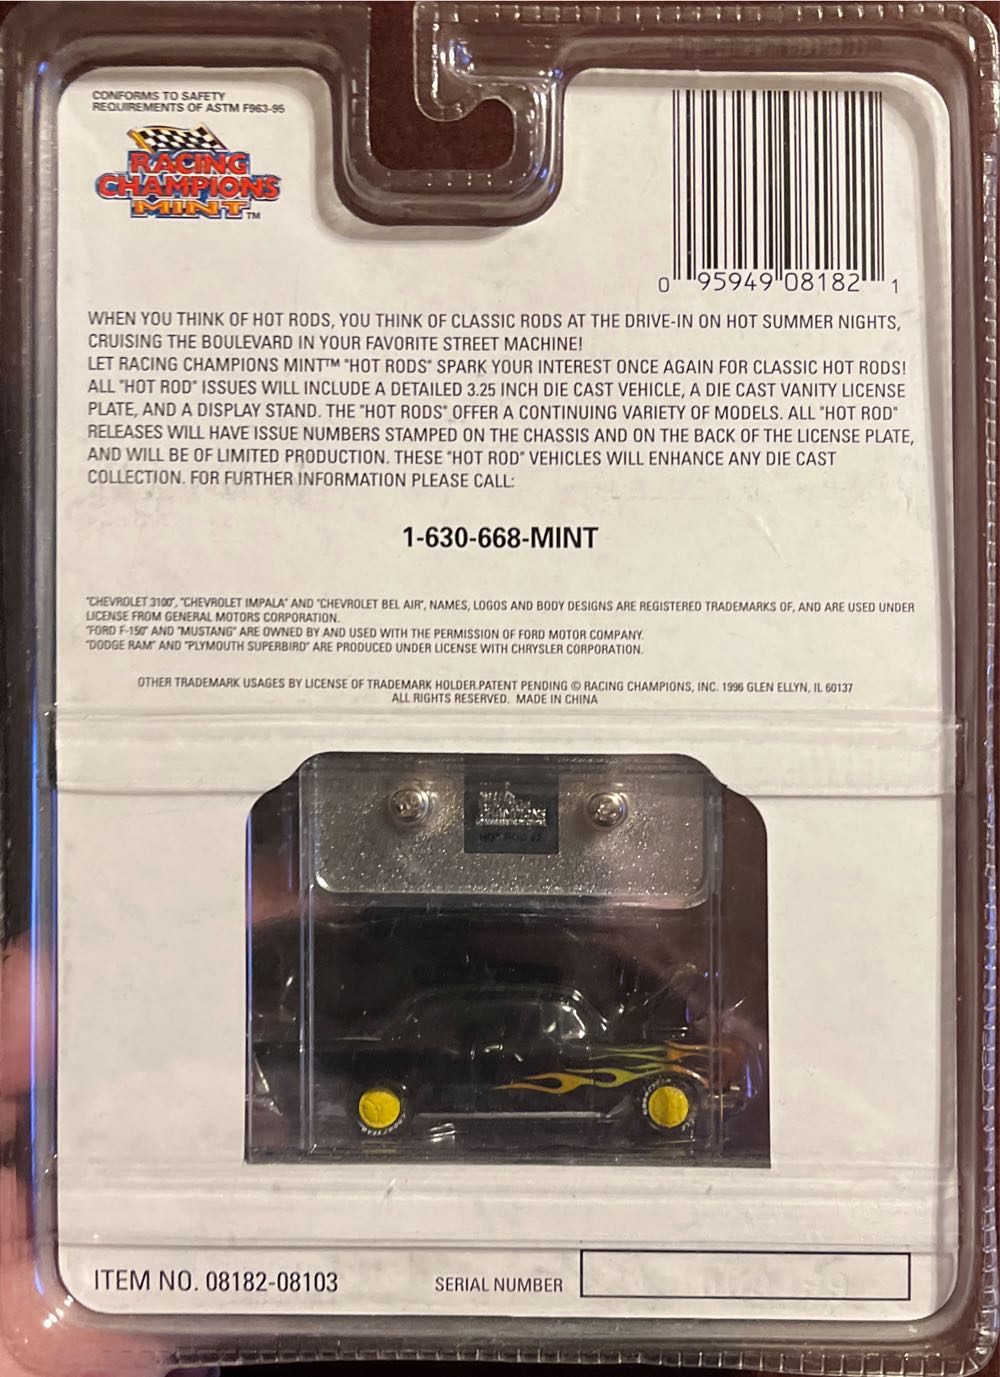 CONFORMS TO SAFETY
REQUIREMENTS OF ASTM F963-95
RACING
CHAMPIONS
MINT™
0 95949 08182 1
WHEN YOU THINK OF HOT RODS, YOU THINK OF CLASSIC RODS AT THE DRIVE-IN ON HOT SUMMER NIGHTS,
CRUISING THE BOULEVARD IN YOUR FAVORITE STREET MACHINE!
LET RACING CHAMPIONS MINT™ "HOT RODS" SPARK YOUR INTEREST ONCE AGAIN FOR CLASSIC HOT RODS!
ALL "HOT ROD" ISSUES WILL INCLUDE A DETAILED 3.25 INCH DIE CAST VEHICLE, A DIE CAST VANITY LICENSE
PLATE, AND A DISPLAY STAND. THE "HOT RODS" OFFER A CONTINUING VARIETY OF MODELS. ALL "HOT ROD"
RELEASES WILL HAVE ISSUE NUMBERS STAMPED ON THE CHASSIS AND ON THE BACK OF THE LICENSE PLATE,
AND WILL BE OF LIMITED PRODUCTION. THESE "HOT ROD" VEHICLES WILL ENHANCE ANY DIE CAST
COLLECTION. FOR FURTHER INFORMATION PLEASE CALL:
1-630-668-MINT
"CHEVROLET 3100", "CHEVROLET IMPALA" AND "CHEVROLET BEL AIR", NAMES, LOGOS AND BODY DESIGNS ARE REGISTERED TRADEMARKS OF, AND ARE USED UNDER
LICENSE FROM GENERAL MOTORS CORPORATION.
"FORD F-150" AND "MUSTANG" ARE OWNED BY AND USED WITH THE PERMISSION OF FORD MOTOR COMPANY.
"DODGE RAM" AND "PLYMOUTH SUPERBIRD" ARE PRODUCED UNDER LICENSE WITH CHRYSLER CORPORATION.
OTHER TRADEMARK USAGES BY LICENSE OF TRADEMARK HOLDER.PATENT PENDING © RACING CHAMPIONS, INC. 1996 GLEN ELLYN, IL 60137
ALL RIGHTS RESERVED. MADE IN CHINA
RACING
CHAMPIONS
GOODYEAR
ITEM NO. 08182-08103
SERIAL NUMBER